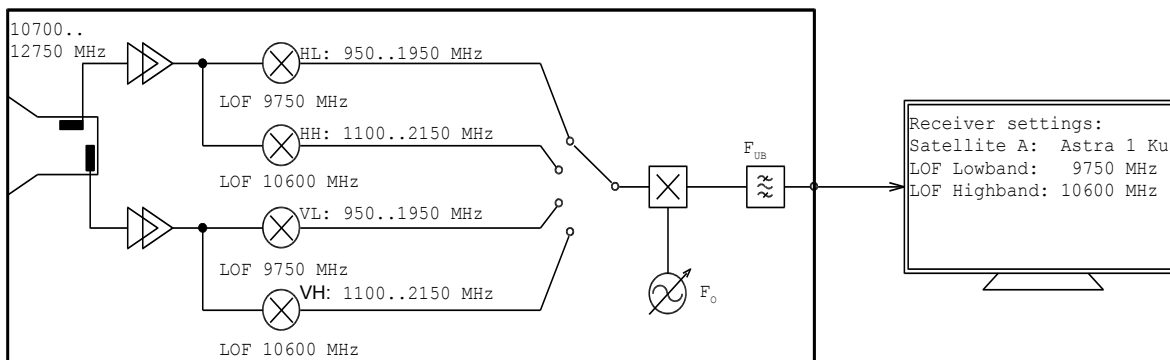 10700..
12750 MHz
HL: 950..1950 MHz
LOF 9750 MHz
HH: 1100..2150 MHz
LOF 10600 MHz
VL: 950..1950 MHz
LOF 9750 MHz
VH: 1100..2150 MHz
LOF 10600 MHz
FUB
FO
Receiver settings:
Satellite A: Astra 1 Ku
LOF Lowband: 9750 MHz
LOF Highband: 10600 MHz